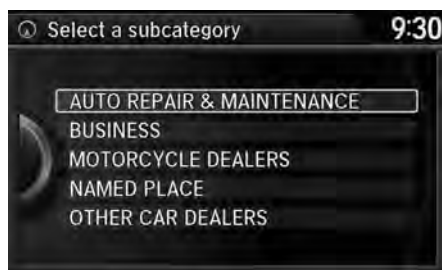 Select a subcategory 9:30
AUTO REPAIR & MAINTENANCE
BUSINESS
MOTORCYCLE DEALERS
NAMED PLACE
OTHER CAR DEALERS